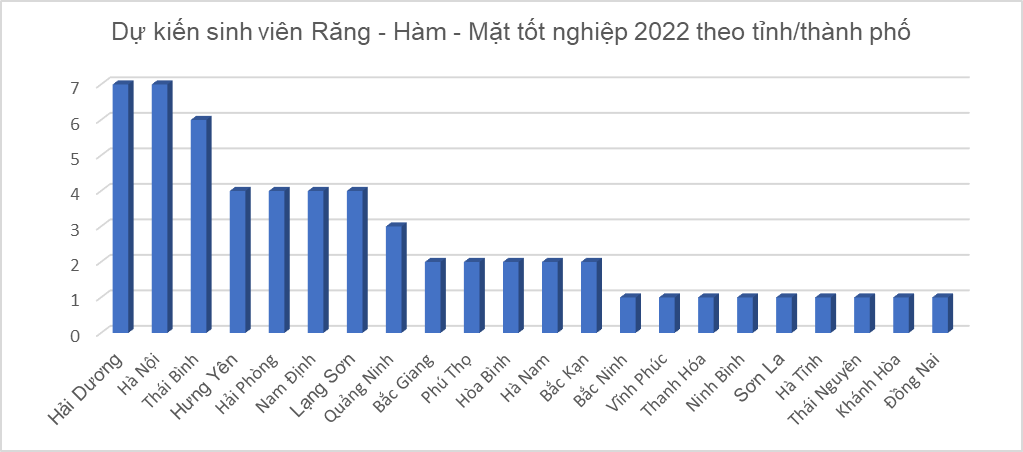 Dự kiến sinh viên Răng - Hàm - Mặt tốt nghiệp 2022 theo tỉnh/thành phố
7
6
5
4
3
2
1
0
Hải Dương
Hà Nội
Thái Bình
Hưng Yên
Hải Phòng
Nam Định
Lạng Sơn
Quảng Ninh
Bắc Giang
Phú Thọ
Hòa Bình
Hà Nam
Bắc Kạn
Bắc Ninh
Vĩnh Phúc
Thanh Hóa
Ninh Bình
Sơn La
Hà Tĩnh
Thái Nguyên
Khánh Hòa
Đồng Nai